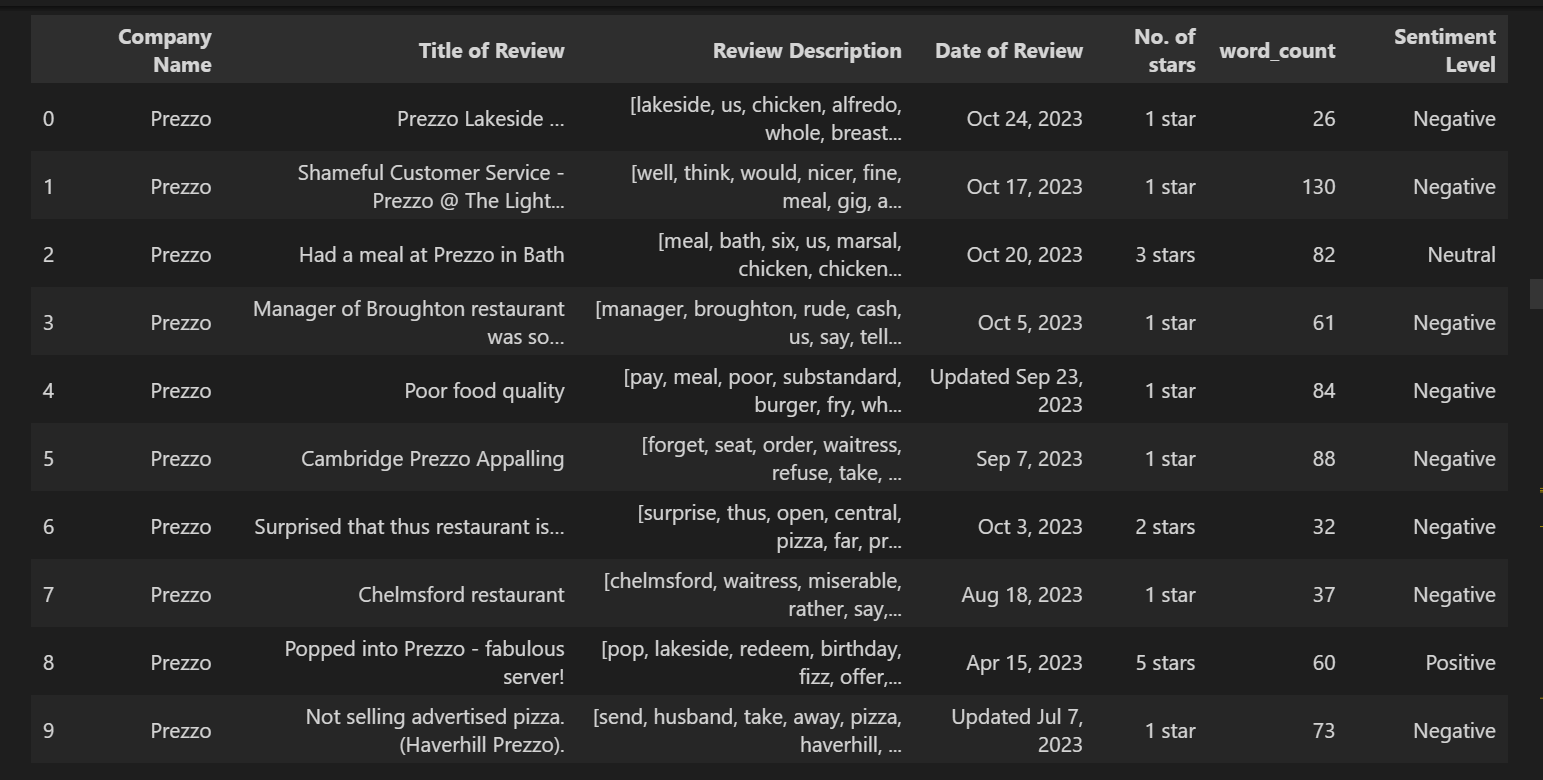 Company Name Title of Review Review Description Date of Review No. of stars word_count Sentiment Level
0 Prezzo Prezzo Lakeside ... [lakeside, us, chicken, alfredo, whole, breast... Oct 24, 2023 1 star 26 Negative
1 Prezzo Shameful Customer Service - Prezzo @ The Light... [well, think, would, nicer, fine, meal, gig, a... Oct 17, 2023 1 star 130 Negative
2 Prezzo Had a meal at Prezzo in Bath [meal, bath, six, us, marsal, chicken, chicken... Oct 20, 2023 3 stars 82 Neutral
3 Prezzo Manager of Broughton restaurant was so... [manager, broughton, rude, cash, us, say, tell... Oct 5, 2023 1 star 61 Negative
4 Prezzo Poor food quality [pay, meal, poor, substandard, burger, fry, wh... Updated Sep 23, 2023 1 star 84 Negative
5 Prezzo Cambridge Prezzo Appalling [forget, seat, order, waitress, refuse, take, ... Sep 7, 2023 1 star 88 Negative
6 Prezzo Surprised that thus restaurant is... [surprise, thus, open, central, pizza, far, pr... Oct 3, 2023 2 stars 32 Negative
7 Prezzo Chelmsford restaurant [chelmsford, waitress, miserable, rather, say,... Aug 18, 2023 1 star 37 Negative
8 Prezzo Popped into Prezzo - fabulous server! [pop, lakeside, redeem, birthday, fizz, offer,... Apr 15, 2023 5 stars 60 Positive
9 Prezzo Not selling advertised pizza. (Haverhill Prezzo). [send, husband, take, away, pizza, haverhill, ... Updated Jul 7, 2023 1 star 73 Negative